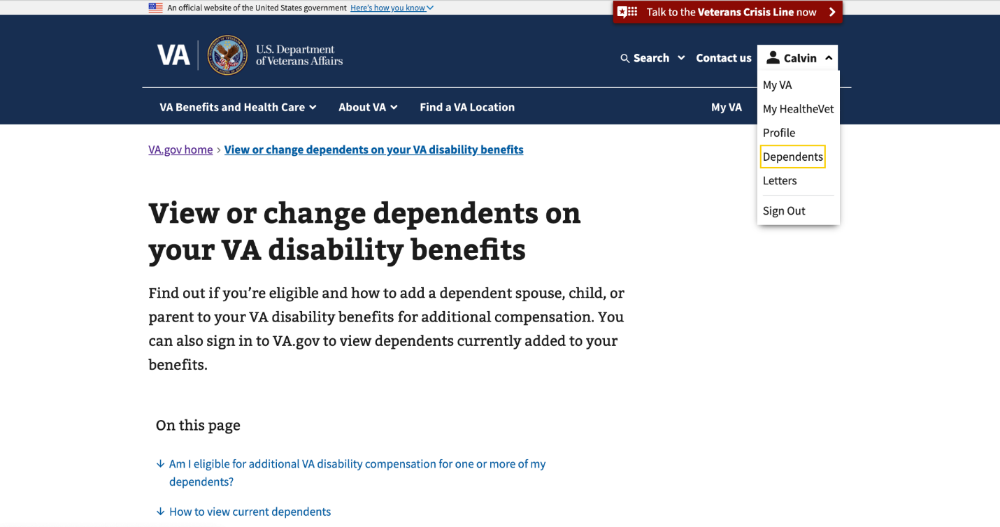 An official website of the United States government Here's how you know
Talk to the Veterans Crisis Line now
VA
U.S. Department
of Veterans Affairs
Search
Contact us
Calvin
My VA
My HealtheVet
Profile
Dependents
Letters
Sign Out
VA Benefits and Health Care
About VA
Find a VA Location
My VA
VA.gov home › View or change dependents on your VA disability benefits
View or change dependents on
your VA disability benefits
Find out if you’re eligible and how to add a dependent spouse, child, or
parent to your VA disability benefits for additional compensation. You
can also sign in to VA.gov to view dependents currently added to your
benefits.
On this page
Am I eligible for additional VA disability compensation for one or more of my
dependents?
How to view current dependents